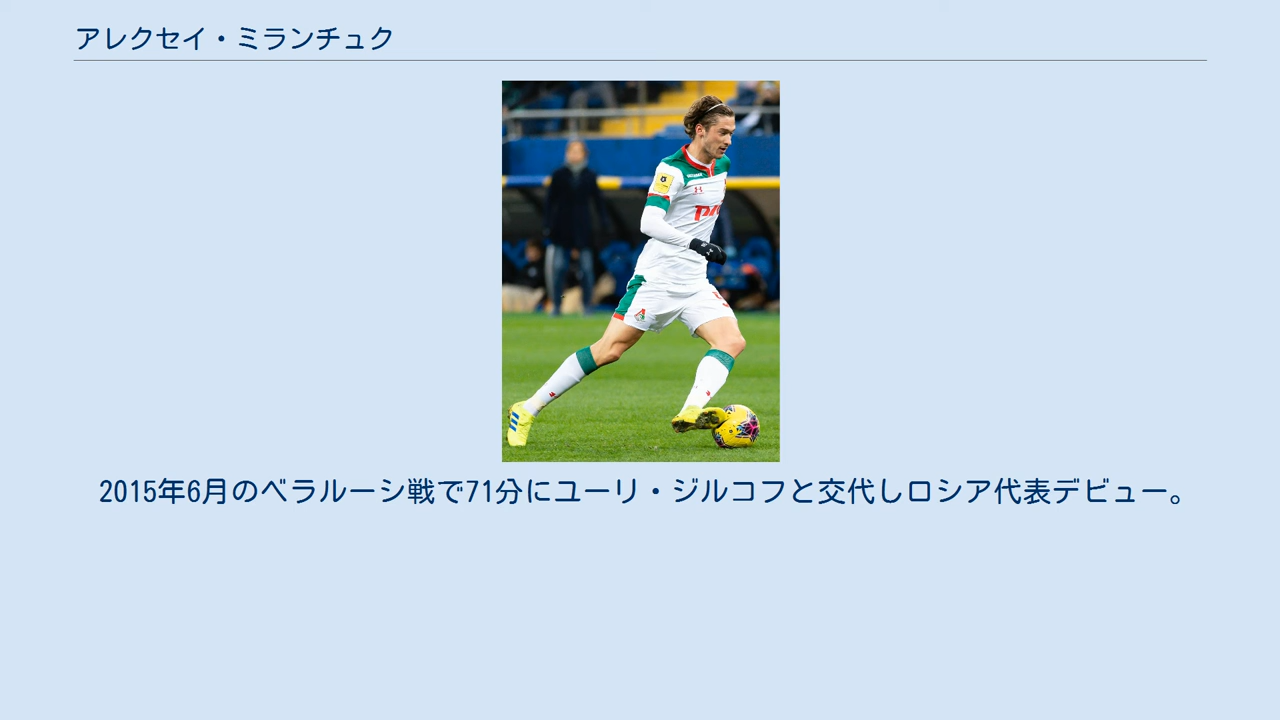 アレクセイ・ミランチュク
2015年6月のベラルーシ戦で71分にユーリ・ジルコフと交代しロシア代表デビュー。